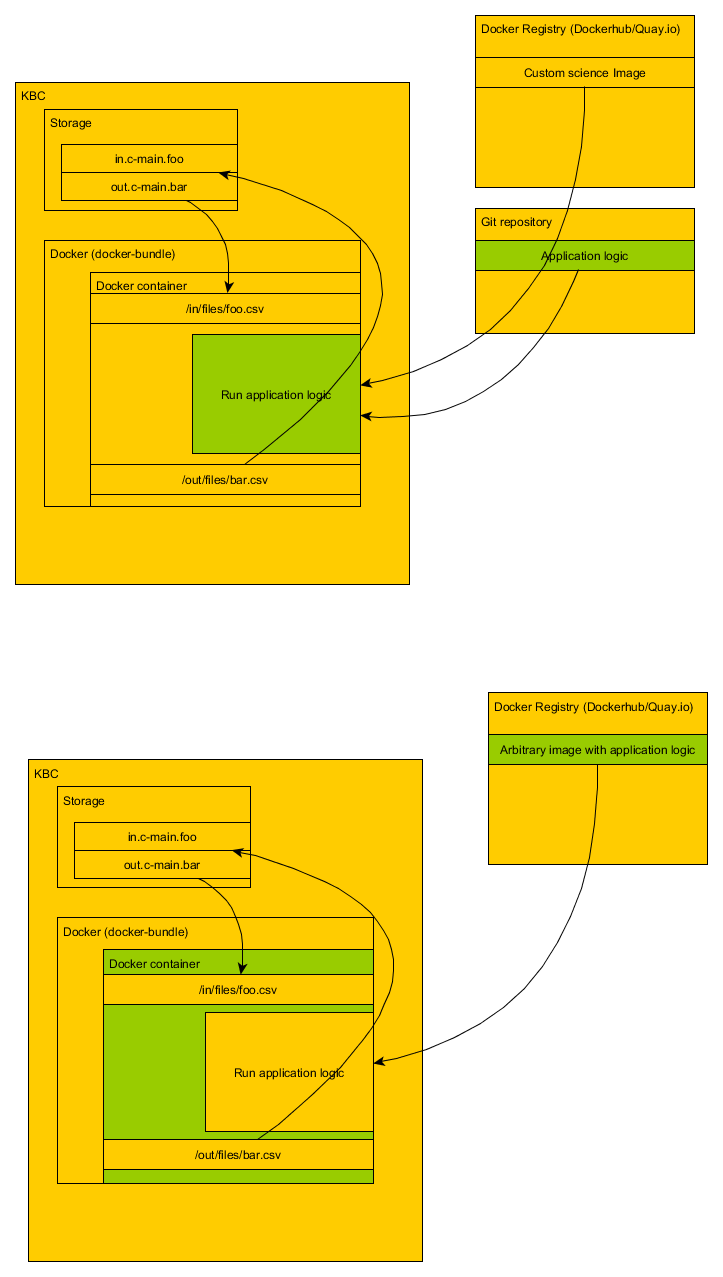 Docker Registry (Dockerhub/Quay.io)
Custom science Image
KBC
Storage
in.c-main.foo
out.c-main.bar
Git repository
Application logic
Docker (docker-bundle)
Docker container
/in/files/foo.csv
Run application logic
/out/files/bar.csv
Docker Registry (Dockerhub/Quay.io)
Arbitrary image with application logic
KBC
Storage
in.c-main.foo
out.c-main.bar
Docker (docker-bundle)
Docker container
/in/files/foo.csv
Run application logic
/out/files/bar.csv